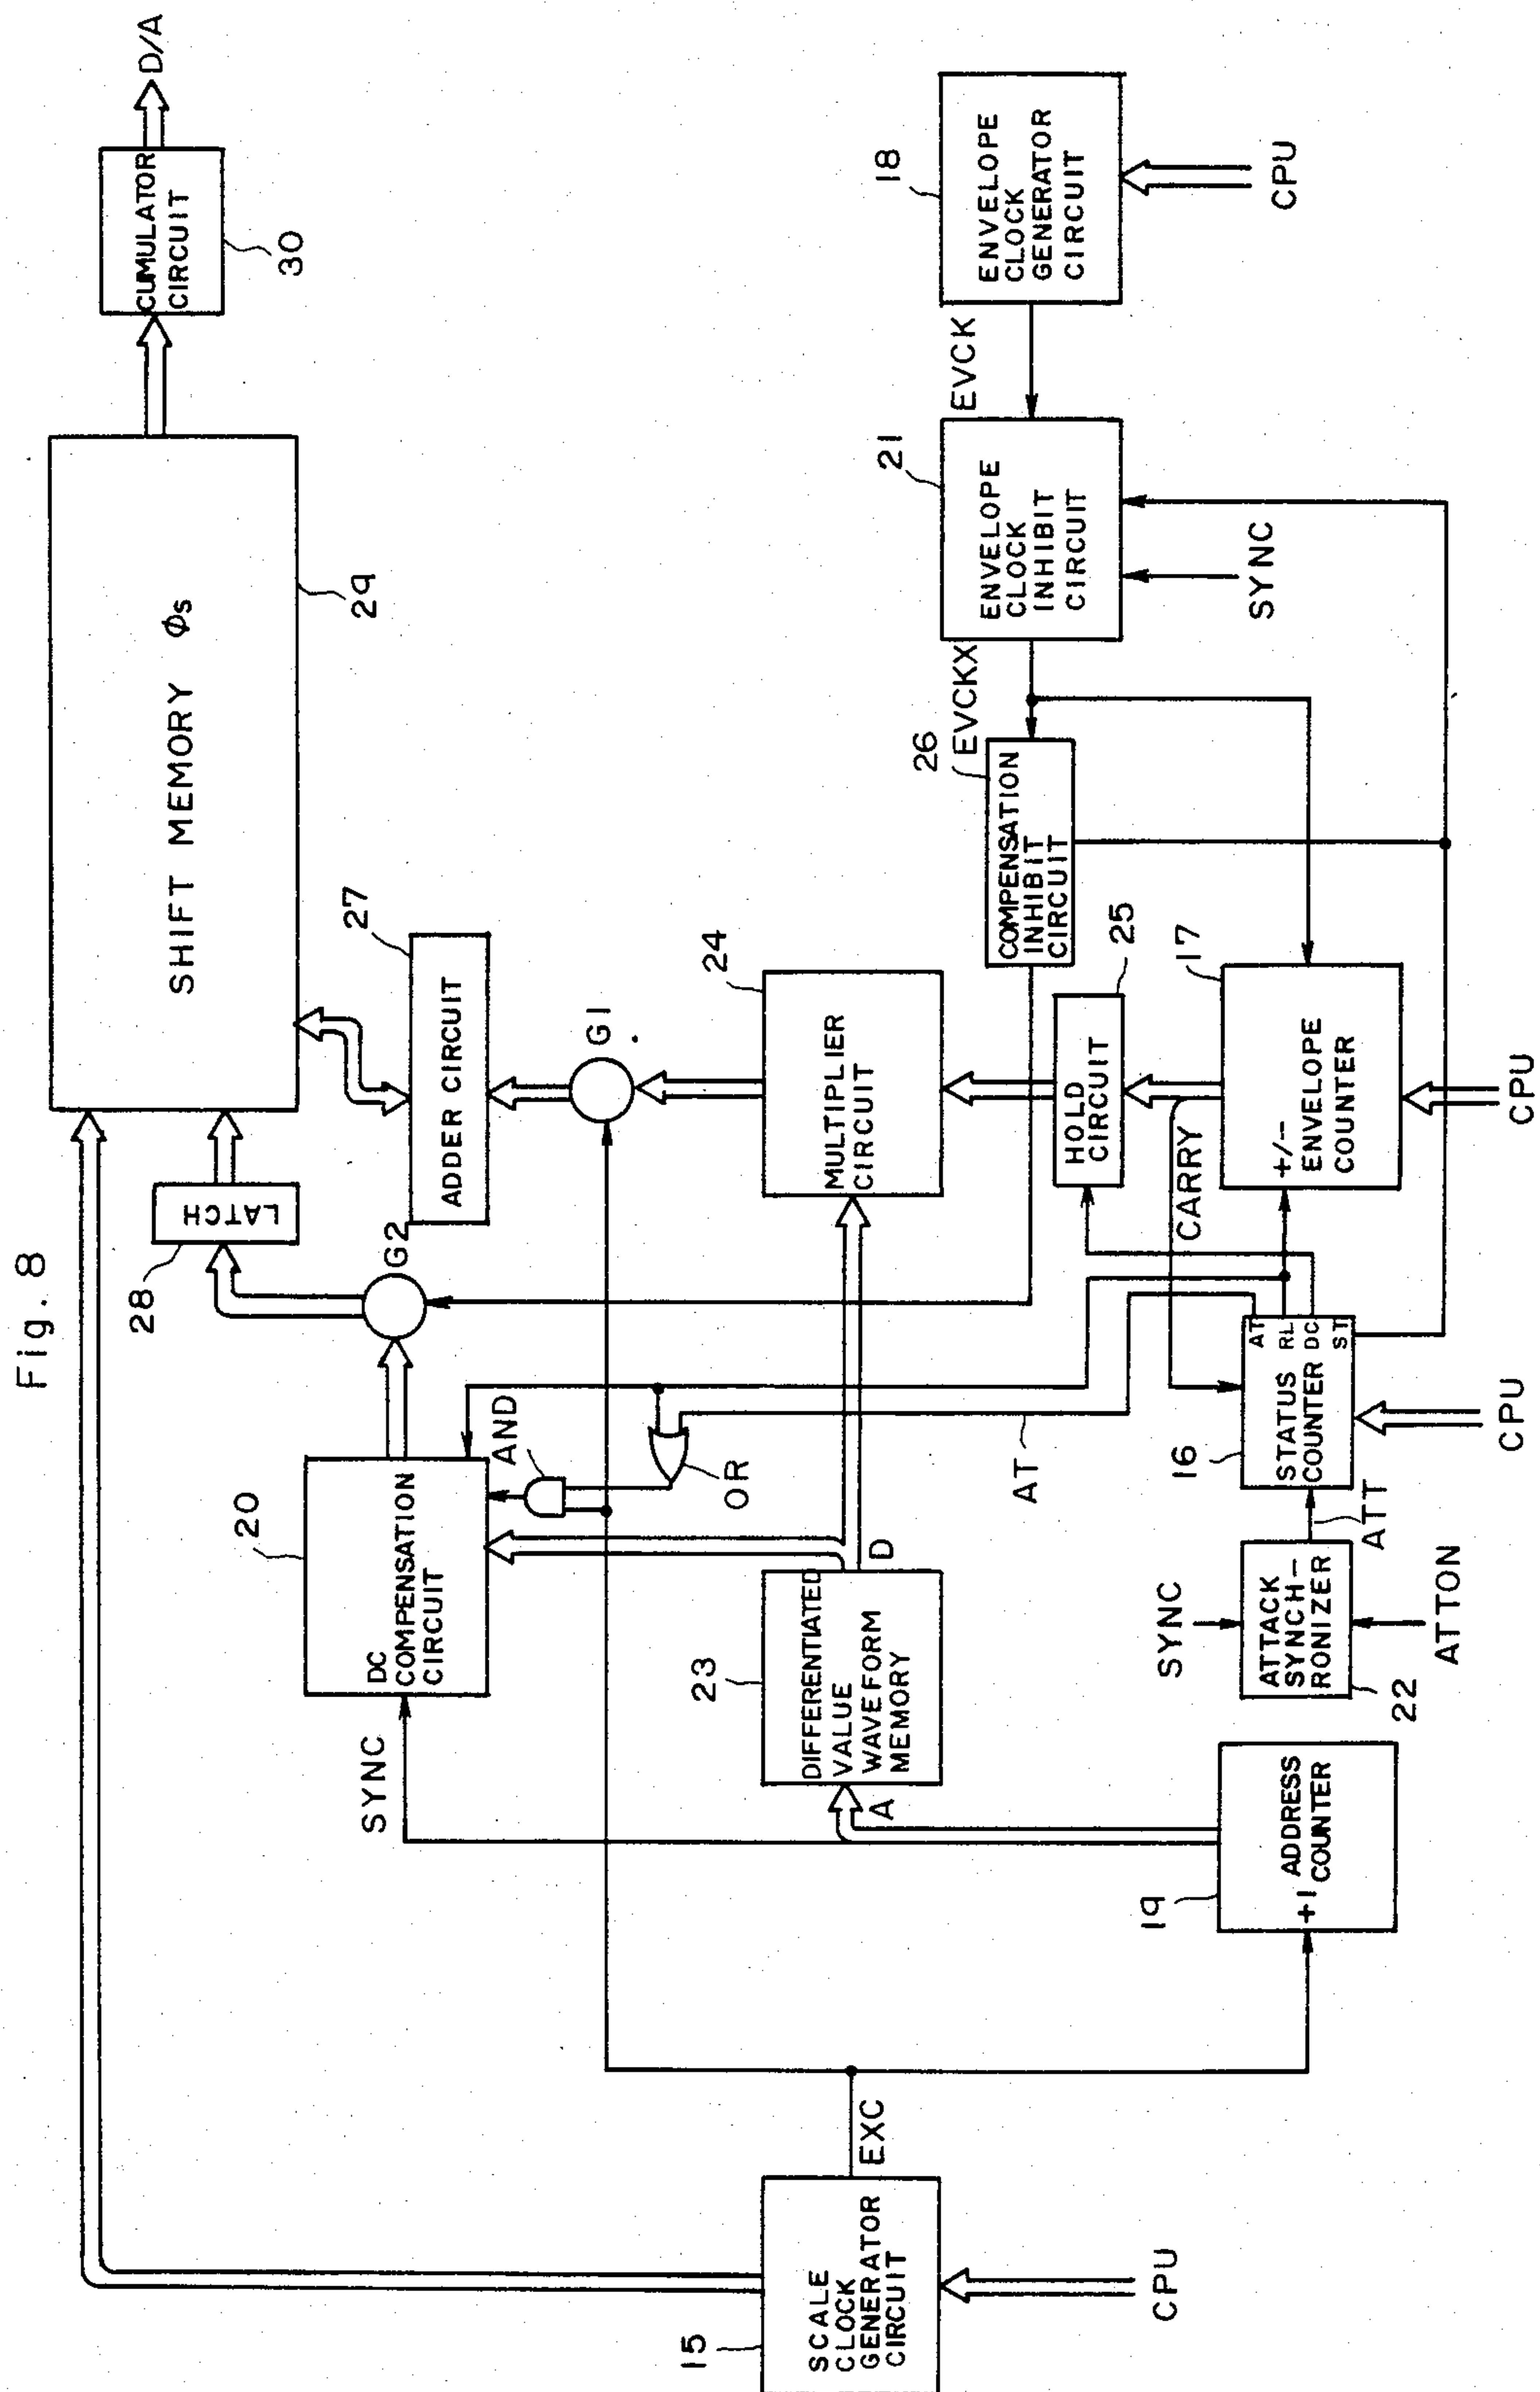 Fig. 8
15
SCALE
CLOCK
GENERATOR
CIRCUIT
CPU
EXC
19
+1 ADDRESS
COUNTER
SYNC
A
23
DIFFERENTIATED
VALUE
WAVEFORM
MEMORY
D
20
DC
COMPENSATION
CIRCUIT
AND
OR
AT
SYNC
ATTACK
SYNCH-
RONIZER
22
ATTON
ATT
16
STATUS
COUNTER
AT
RL
DC
ST
CPU
CARRY
28
LATCH
G2
27
ADDER CIRCUIT
G1
24
MULTIPLIER
CIRCUIT
HOLD
CIRCUIT
25
17
+/-
ENVELOPE
COUNTER
CPU
26
COMPENSATION
INHIBIT
CIRCUIT
EVCKX
21
ENVELOPE
CLOCK
INHIBIT
CIRCUIT
SYNC
EVCK
18
ENVELOPE
CLOCK
GENERATOR
CIRCUIT
CPU
SHIFT MEMORY φs
29
CUMULATOR
CIRCUIT
30
D/A